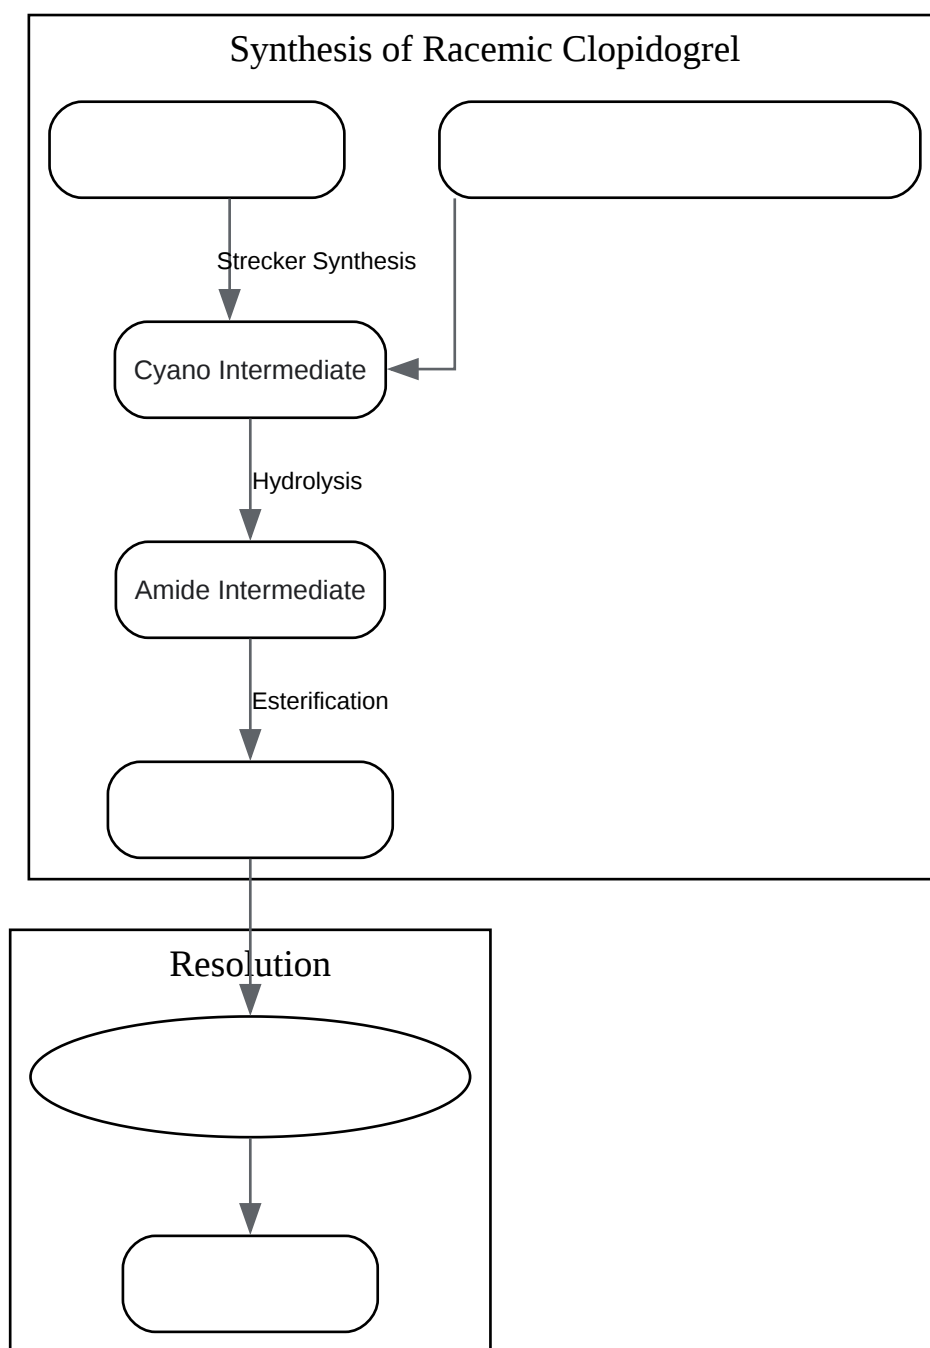 Synthesis of Racemic Clopidogrel
Strecker Synthesis
Cyano Intermediate
Hydrolysis
Amide Intermediate
Esterification
Resolution